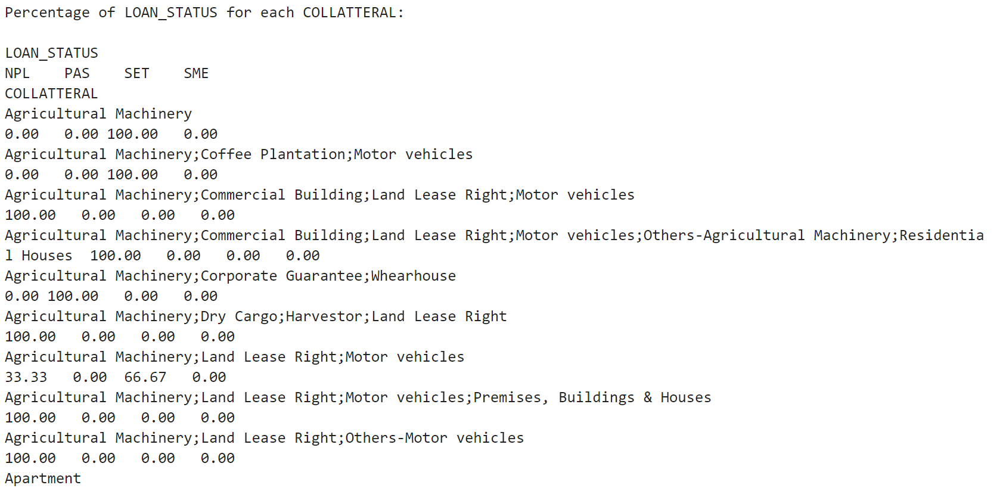 Percentage of LOAN_STATUS for each COLLATTERAL:
LOAN_STATUS
NPL    PAS    SET    SME
COLLATTERAL
Agricultural Machinery
0.00   0.00 100.00   0.00
Agricultural Machinery;Coffee Plantation;Motor vehicles
0.00   0.00 100.00   0.00
Agricultural Machinery;Commercial Building;Land Lease Right;Motor vehicles
100.00   0.00   0.00   0.00
Agricultural Machinery;Commercial Building;Land Lease Right;Motor vehicles;Others-Agricultural Machinery;Residentia
l Houses  100.00   0.00   0.00   0.00
Agricultural Machinery;Corporate Guarantee;Whearhouse
0.00 100.00   0.00   0.00
Agricultural Machinery;Dry Cargo;Harvestor;Land Lease Right
100.00   0.00   0.00   0.00
Agricultural Machinery;Land Lease Right;Motor vehicles
33.33   0.00  66.67   0.00
Agricultural Machinery;Land Lease Right;Motor vehicles;Premises, Buildings & Houses
100.00   0.00   0.00   0.00
Agricultural Machinery;Land Lease Right;Others-Motor vehicles
100.00   0.00   0.00   0.00
Apartment